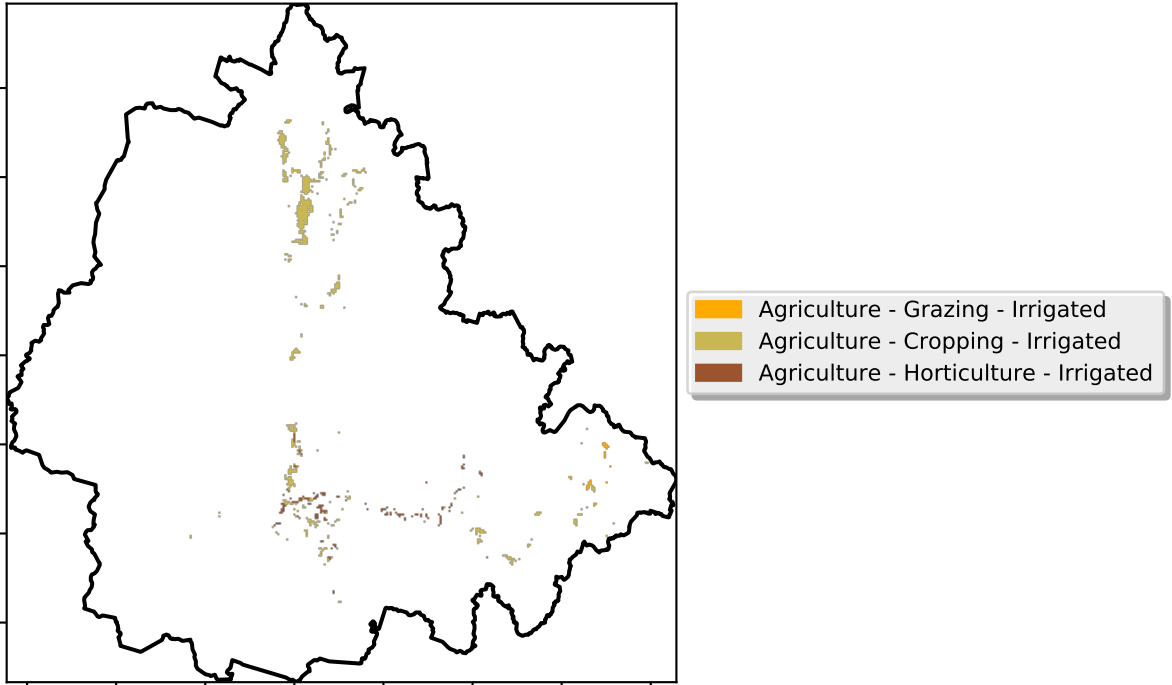 Agriculture - Grazing - Irrigated
Agriculture - Cropping - Irrigated
Agriculture - Horticulture - Irrigated